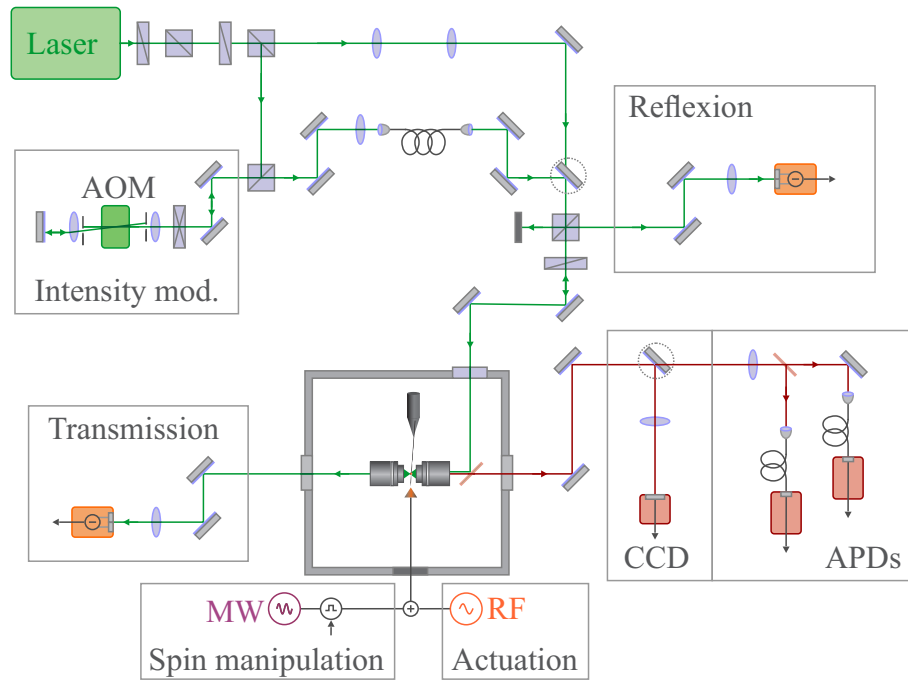 Laser
Reflexion
AOM
Intensity mod.
Transmission
CCD
APDs
MW
RF
Spin manipulation
Actuation